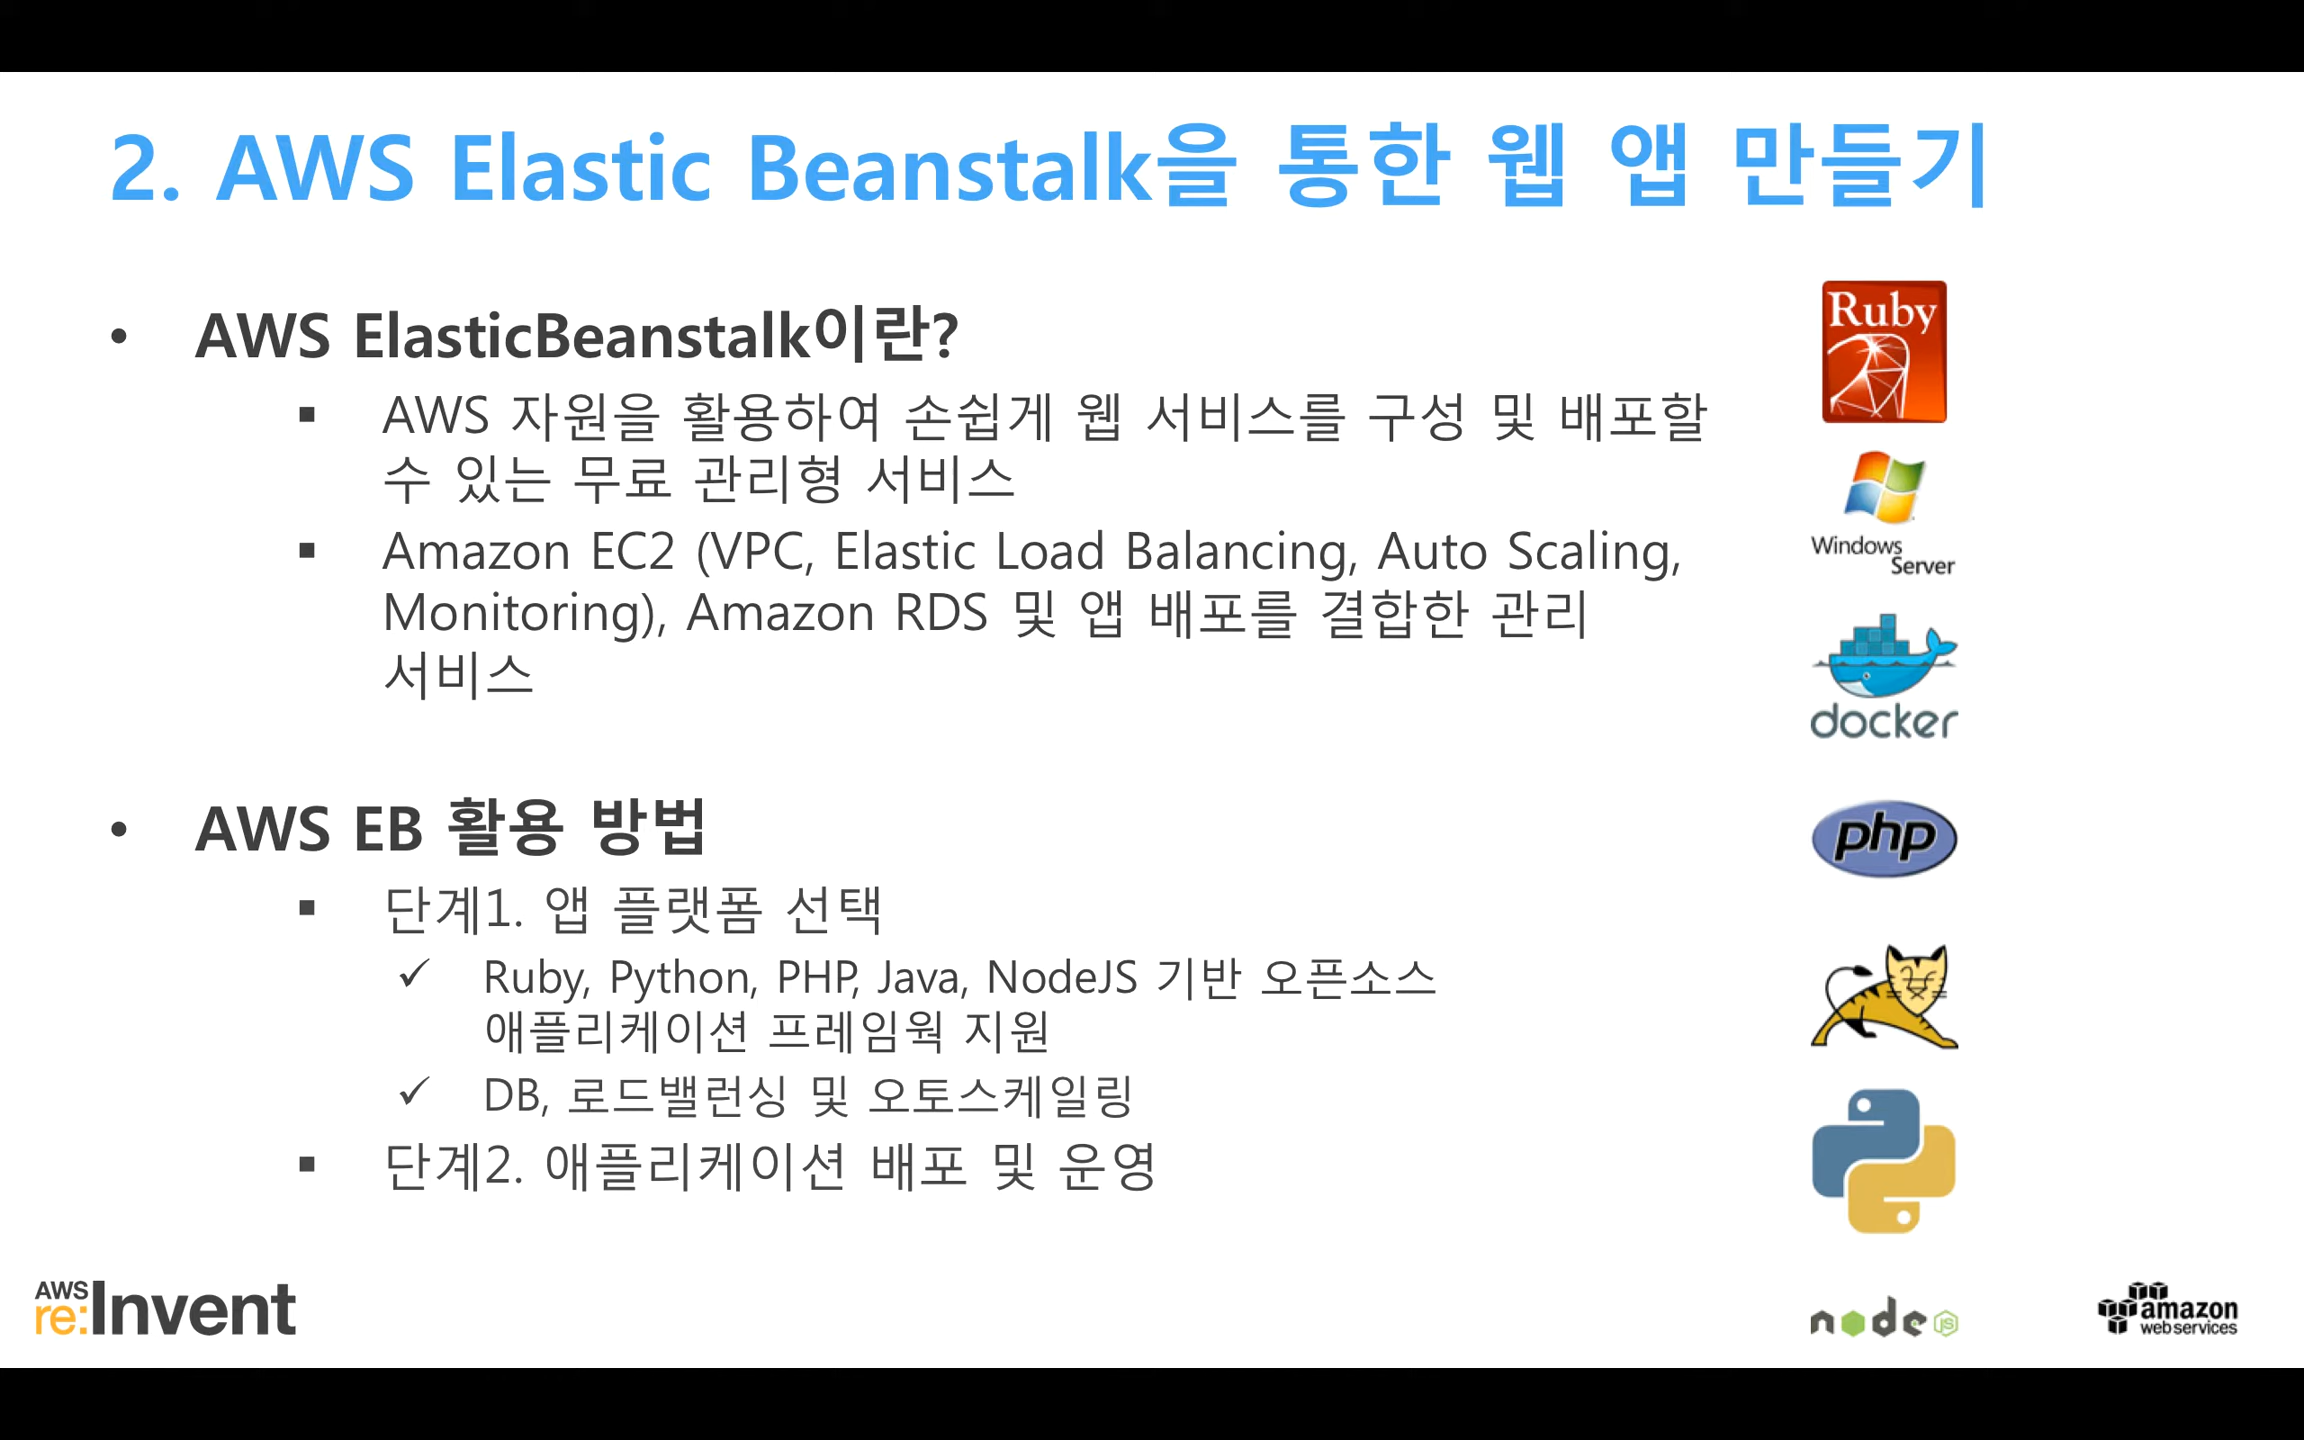 2. AWS Elastic Beanstalk을 통한 웹 앱 만들기
• AWS ElasticBeanstalk이란?
▪ AWS 자원을 활용하여 손쉽게 웹 서비스를 구성 및 배포할
수 있는 무료 관리형 서비스
▪ Amazon EC2 (VPC, Elastic Load Balancing, Auto Scaling,
Monitoring), Amazon RDS 및 앱 배포를 결합한 관리
서비스
• AWS EB 활용 방법
▪ 단계1. 앱 플랫폼 선택
✓ Ruby, Python, PHP, Java, NodeJS 기반 오픈소스
애플리케이션 프레임웍 지원
✓ DB, 로드밸런싱 및 오토스케일링
▪ 단계2. 애플리케이션 배포 및 운영
Ruby
Windows
Server
docker
php
node
JS
AWS
re:Invent
amazon
webservices